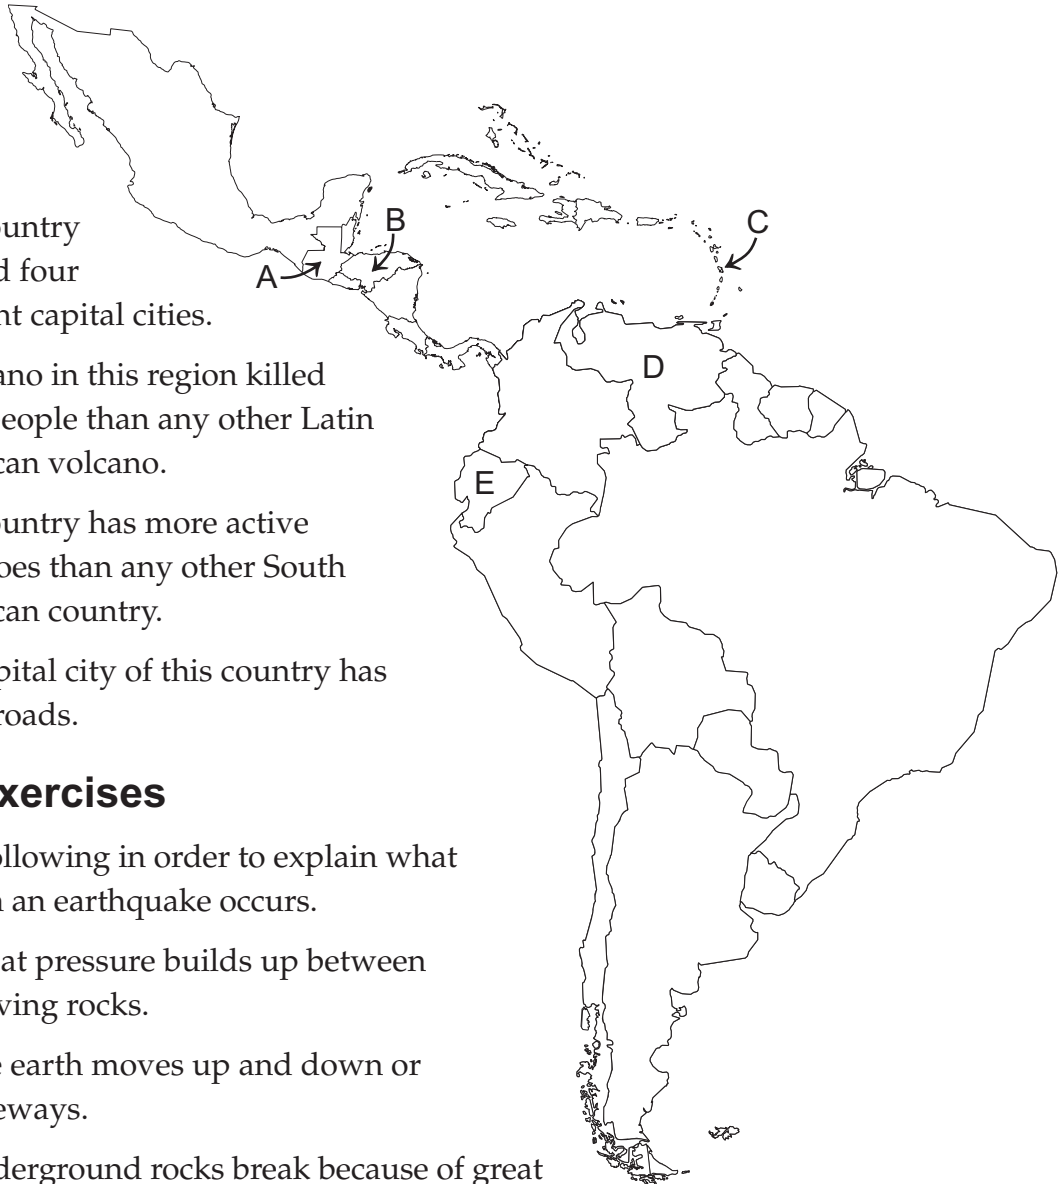 ountry
d four
nt capital cities.
ano in this region killed
eople than any other Latin
can volcano.
ountry has more active
oes than any other South
can country.
pital city of this country has
roads.
xercises
ollowing in order to explain what
n an earthquake occurs.
at pressure builds up between
ving rocks.
e earth moves up and down or
eways.
derground rocks break because of great
A
B
C
D
E